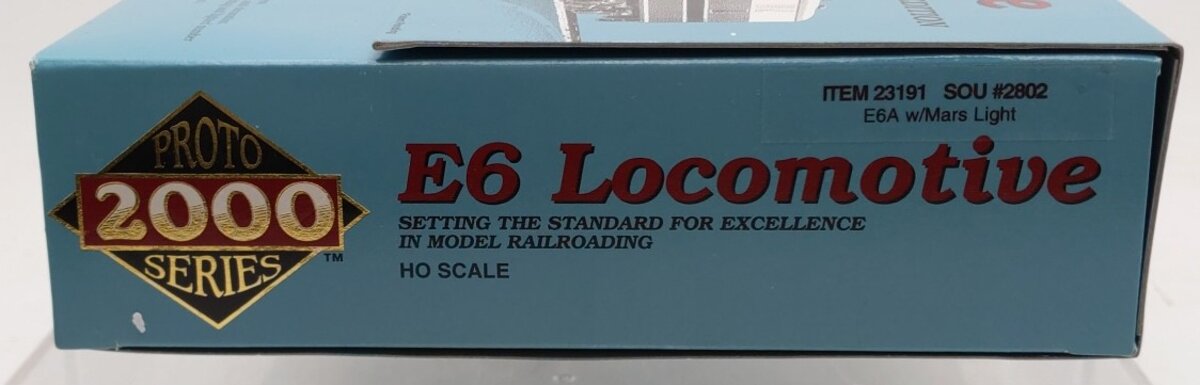 PROTO
2000
SERIES
™
ITEM 23191 SOU #2802
E6A w/Mars Light
E6 Locomotive
SETTING THE STANDARD FOR EXCELLENCE
IN MODEL RAILROADING
HO SCALE